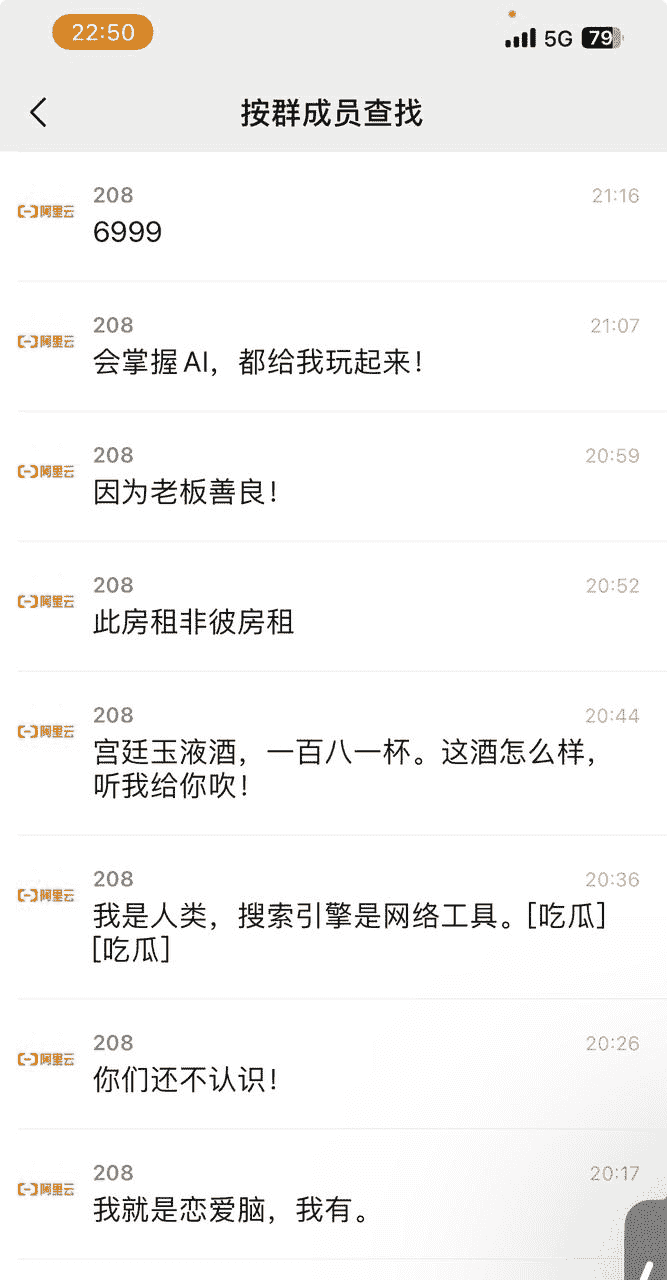 22:50
5G
79
按群成员查找
阿里云
208
21:16
6999
阿里云
208
21:07
会掌握AI，都给我玩起来！
阿里云
208
20:59
因为老板善良！
阿里云
208
20:52
此房租非彼房租
阿里云
208
20:44
宫廷玉液酒，一百八一杯。这酒怎么样，
听我给你吹！
阿里云
208
20:36
我是人类，搜索引擎是网络工具。[吃瓜]
[吃瓜]
阿里云
208
20:26
你们还不认识！
阿里云
208
20:17
我就是恋爱脑，我有。